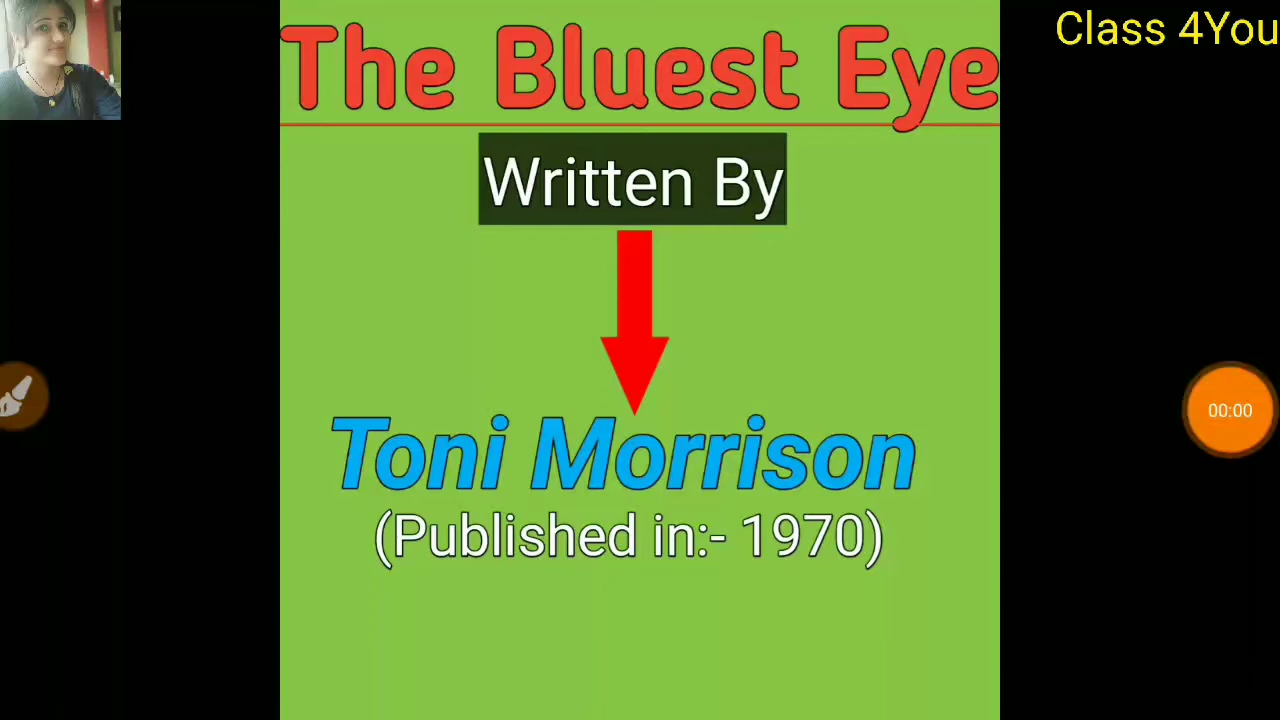 Class 4You
The Bluest Eye
Written By
Toni Morrison
(Published in:- 1970)
00:00